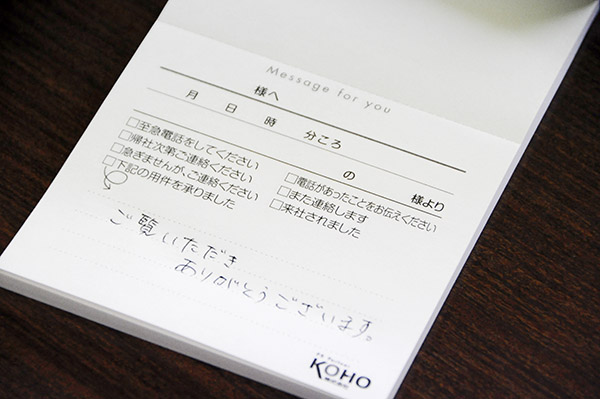 Message for you
様へ
月 日 時 分ころ
の 様より
□至急電話をしてください
□帰社次第ご連絡ください
□急ぎませんが、ご連絡ください
□下記の用件を承りました
□電話があったことをお伝えください
□また連絡します
□来社されました
ご覧いただき
ありがとうございます。
KOHO
株式会社